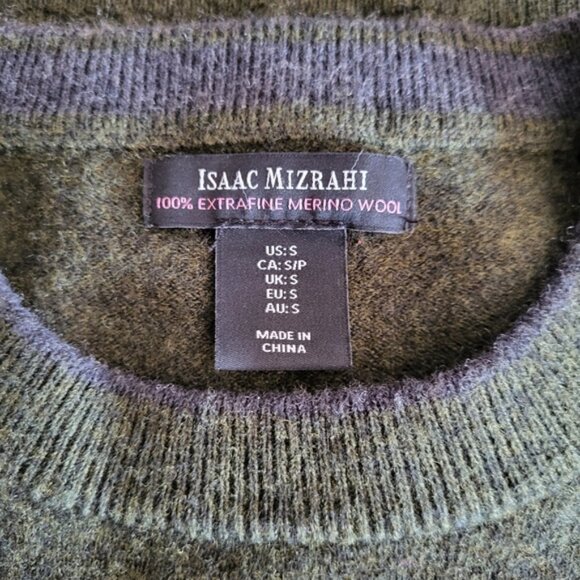 ISAAC MIZRAHI
100% EXTRAFINE MERINO WOOL
US: S
CA: S/P
UK: S
EU: S
AU: S
MADE IN
CHINA